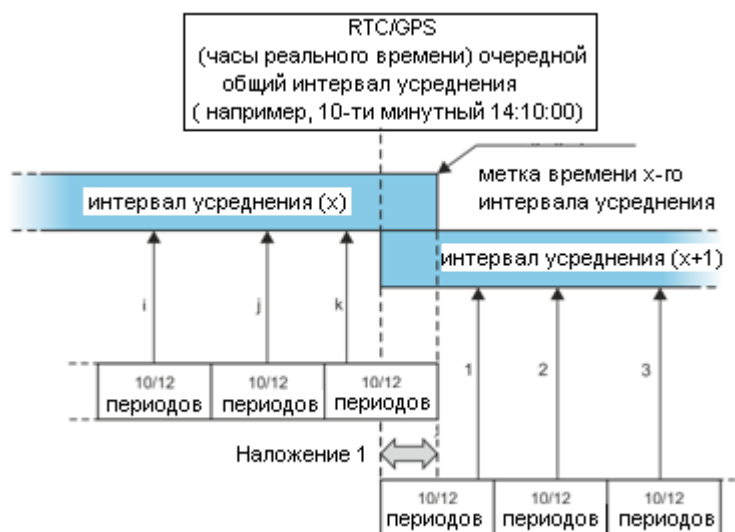 RTC/GPS
(часы реального времени) очередной
общий интервал усреднения
( например, 10-ти минутный 14:10:00)
метка времени х-го
интервала усреднения
интервал усреднения (x)
интервал усреднения (x+1)
i
j
k
1
2
3
10/12
периодов
10/12
периодов
10/12
периодов
Наложение 1
10/12
периодов
10/12
периодов
10/12
периодов